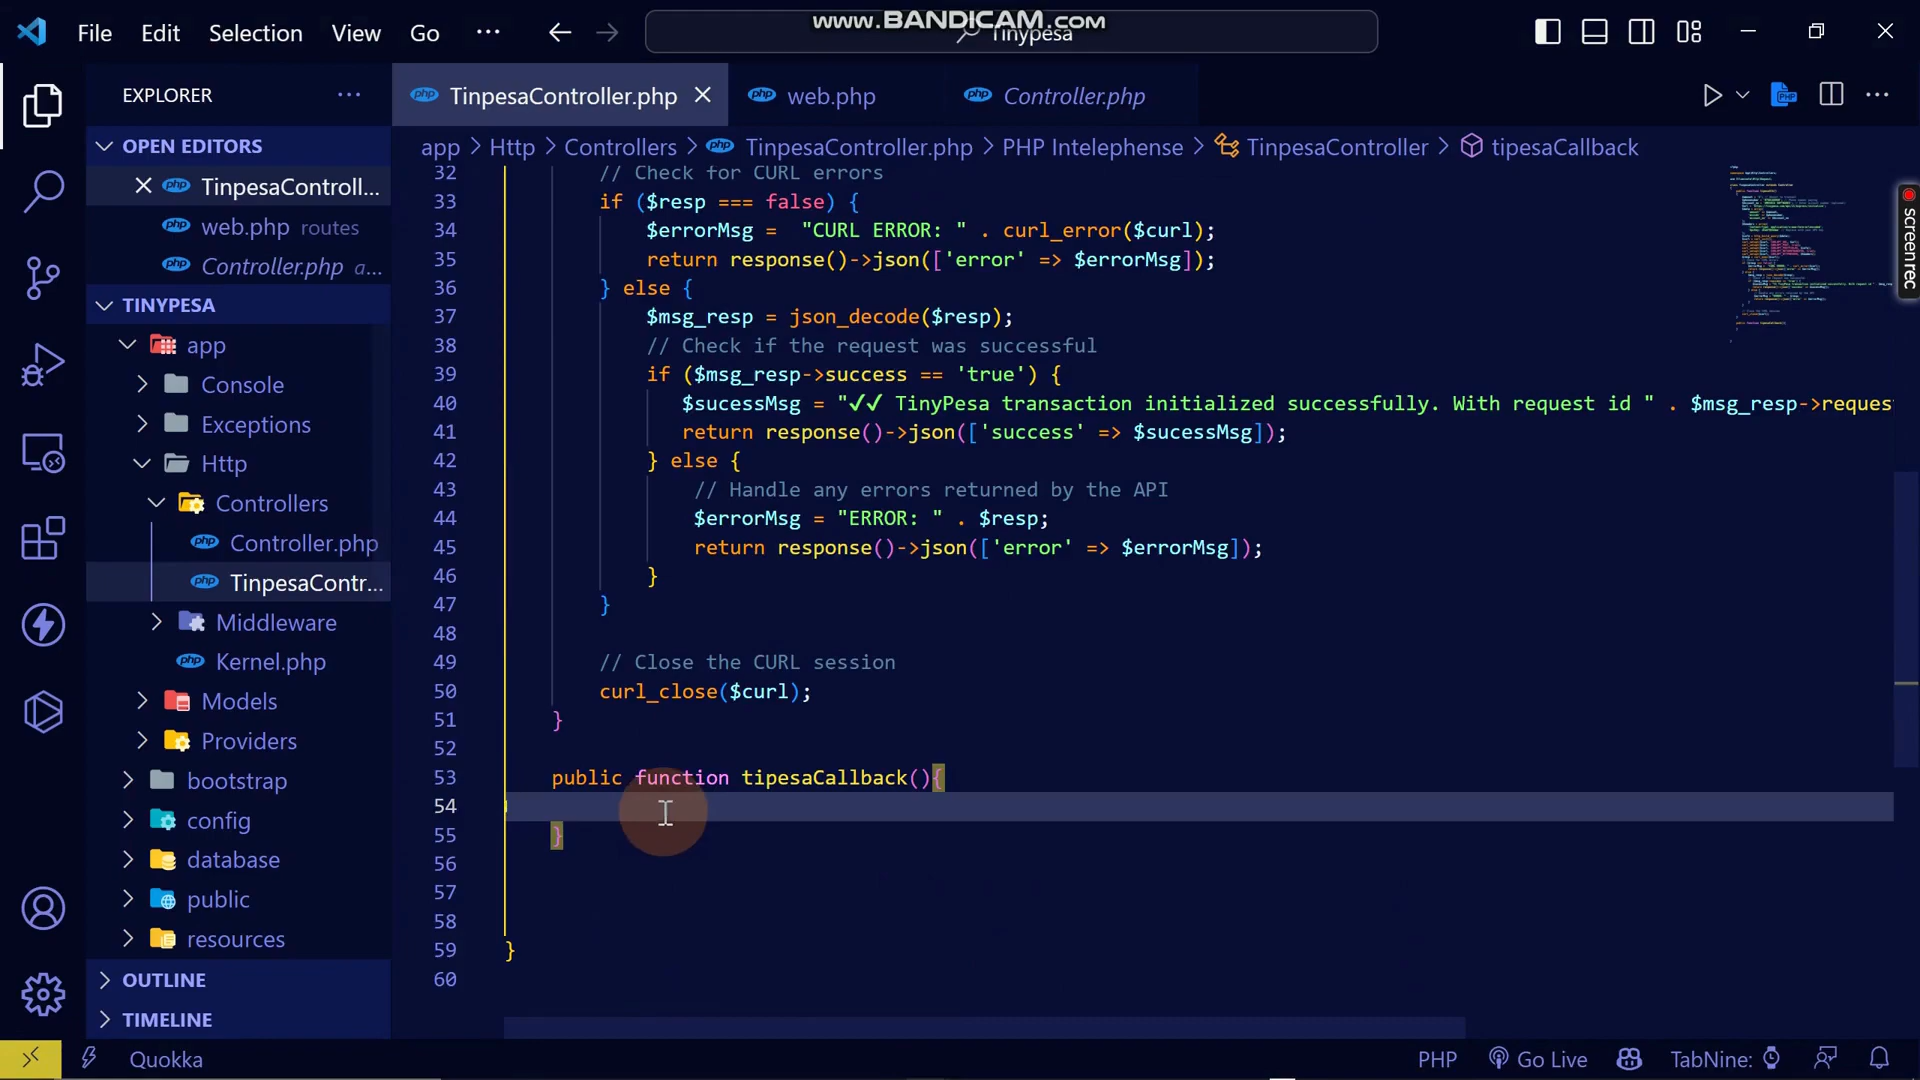 www.BANDICAM.com
File Edit Selection View Go ··· Tinypesa
EXPLORER ···
TinpesaController.php web.php Controller.php
OPEN EDITORS
TinpesaControll...
web.php routes
Controller.php a...
TINYPESA
app
Console
Exceptions
Http
Controllers
Controller.php
TinpesaContr...
Middleware
Kernel.php
Models
Providers
bootstrap
config
database
public
resources
OUTLINE
TIMELINE
app > Http > Controllers > TinpesaController.php > PHP Intelephense > TinpesaController > tipesaCallback
32 // Check for CURL errors
33 if ($resp === false) {
34 $errorMsg = "CURL ERROR: " . curl_error($curl);
35 return response()->json(['error' => $errorMsg]);
36 } else {
37 $msg_resp = json_decode($resp);
38 // Check if the request was successful
39 if ($msg_resp->success == 'true') {
40 $sucessMsg = "✓✓ TinyPesa transaction initialized successfully. With request id " . $msg_resp->reques
41 return response()->json(['success' => $sucessMsg]);
42 } else {
43 // Handle any errors returned by the API
44 $errorMsg = "ERROR: " . $resp;
45 return response()->json(['error' => $errorMsg]);
46 }
47 }
48
49 // Close the CURL session
50 curl_close($curl);
51 }
52
53 public function tipesaCallback(){
54
55 }
56
57
58
59 }
60
screenrec
Quokka PHP Go Live TabNine: